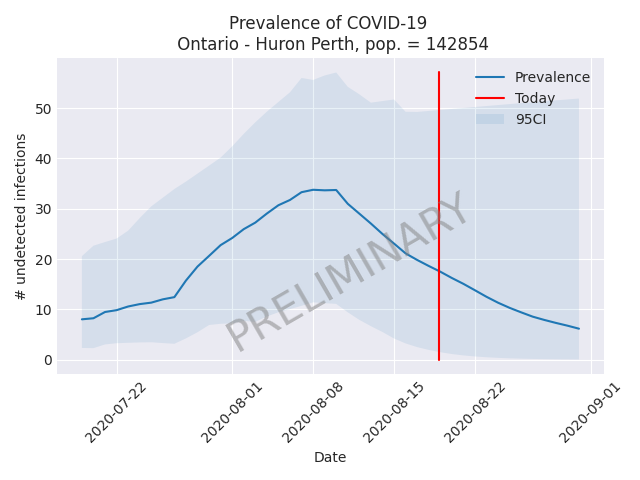 Prevalence of COVID-19
Ontario - Huron Perth, pop. = 142854
Prevalence
Today
95CI
# undetected infections
50
40
30
20
10
0
PRELIMINARY
2020-07-22
2020-08-01
2020-08-08
2020-08-15
2020-08-22
2020-09-01
Date